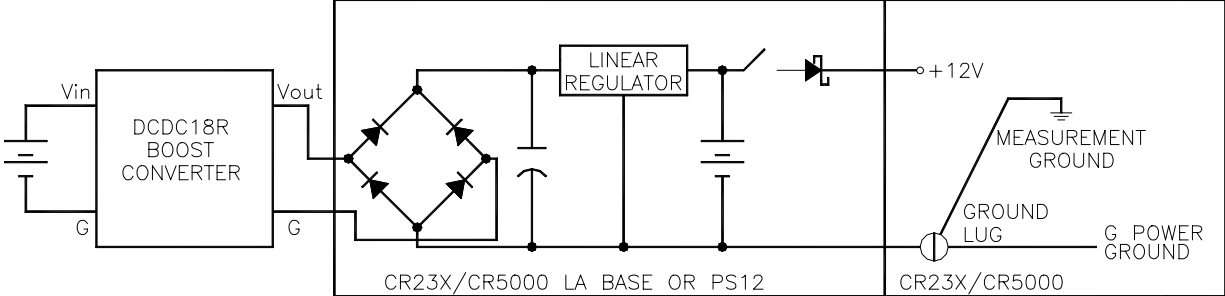 Vin
Vout
DCDC18R
BOOST
CONVERTER
G
G
LINEAR
REGULATOR
+12V
MEASUREMENT
GROUND
GROUND
LUG
G POWER
GROUND
CR23X/CR5000 LA BASE OR PS12
CR23X/CR5000